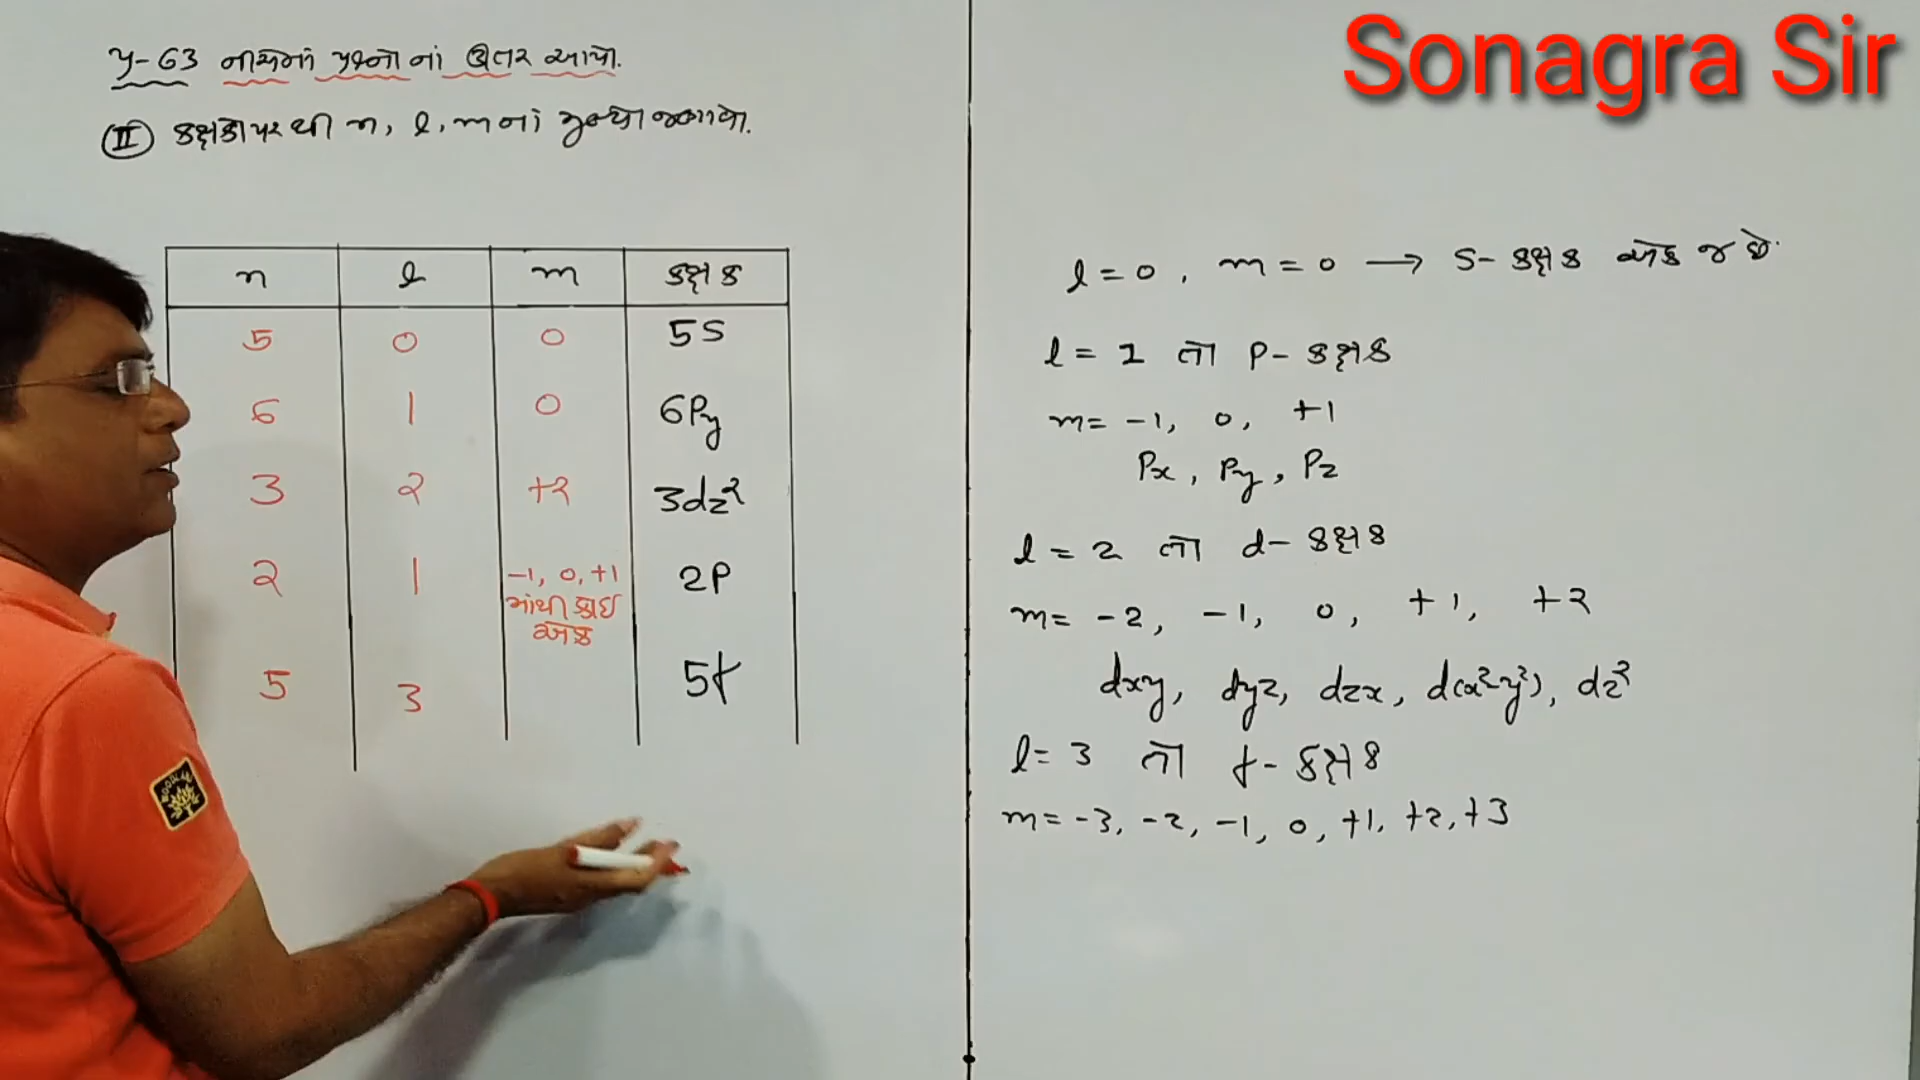 Sonagra Sir
પ્ર-63 નીચેનાં પ્રશ્નોનાં ઉત્તર આપો.
(II) કક્ષકો પર થી n, l, m નાં મૂલ્યો જણાવો.
n l m કક્ષક
5 0 0 5S
6 1 0 6Py
3 2 +2 3dz²
2 1 -1, 0, +1 2P
માંથી કોઇ
એક
5 3 5f
l = 0, m = 0 → S- કક્ષક એક જ છે.
l = 1 તો P- કક્ષક
m = -1, 0, +1
Px, Py, Pz
l = 2 તો d- કક્ષક
m = -2, -1, 0, +1, +2
dxy, dyz, dzx, d(x²-y²), dz²
l = 3 તો f- કક્ષક
m = -3, -2, -1, 0, +1, +2, +3